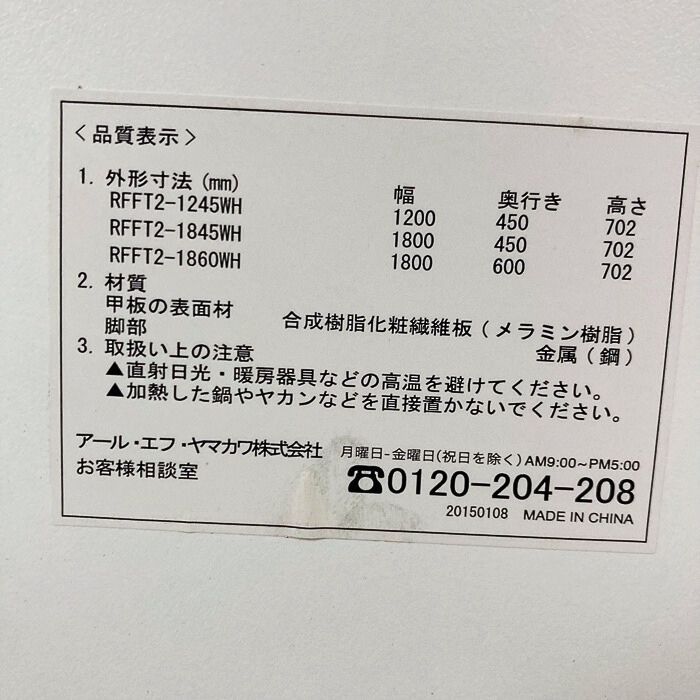 〈品質表示〉
1. 外形寸法(mm) 幅 奥行き 高さ
RFFT2-1245WH 1200 450 702
RFFT2-1845WH 1800 450 702
RFFT2-1860WH 1800 600 702
2. 材質
甲板の表面材 合成樹脂化粧繊維板(メラミン樹脂)
脚部 金属(鋼)
3. 取扱い上の注意
▲直射日光・暖房器具などの高温を避けてください。
▲加熱した鍋やヤカンなどを直接置かないでください。
アール・エフ・ヤマカワ株式会社 月曜日-金曜日(祝日を除く)AM9:00~PM5:00
お客様相談室 ☎0120-204-208
20150108 MADE IN CHINA